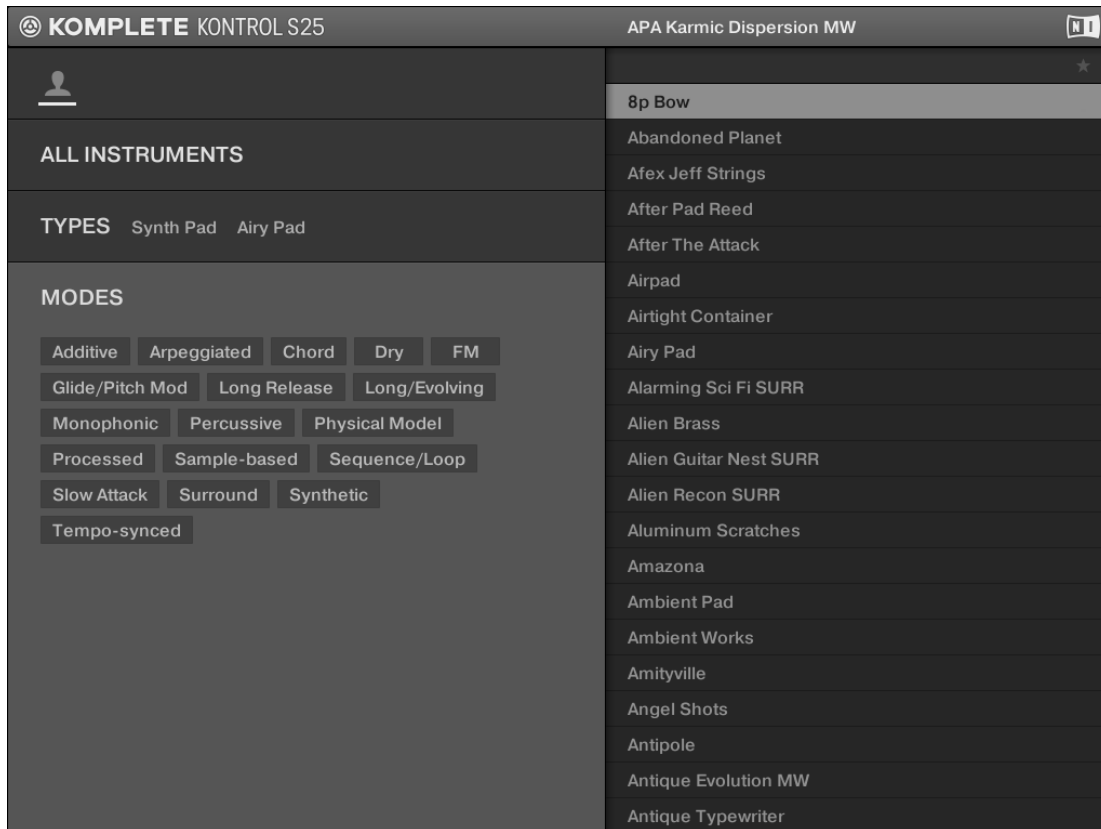 KOMPLETE KONTROL S25
APA Karmic Dispersion MW
NI
ALL INSTRUMENTS
TYPES Synth Pad Airy Pad
MODES
Additive Arpeggiated Chord Dry FM
Glide/Pitch Mod Long Release Long/Evolving
Monophonic Percussive Physical Model
Processed Sample-based Sequence/Loop
Slow Attack Surround Synthetic
Tempo-synced
8p Bow
Abandoned Planet
Afex Jeff Strings
After Pad Reed
After The Attack
Airpad
Airtight Container
Airy Pad
Alarming Sci Fi SURR
Alien Brass
Alien Guitar Nest SURR
Alien Recon SURR
Aluminum Scratches
Amazona
Ambient Pad
Ambient Works
Amityville
Angel Shots
Antipole
Antique Evolution MW
Antique Typewriter